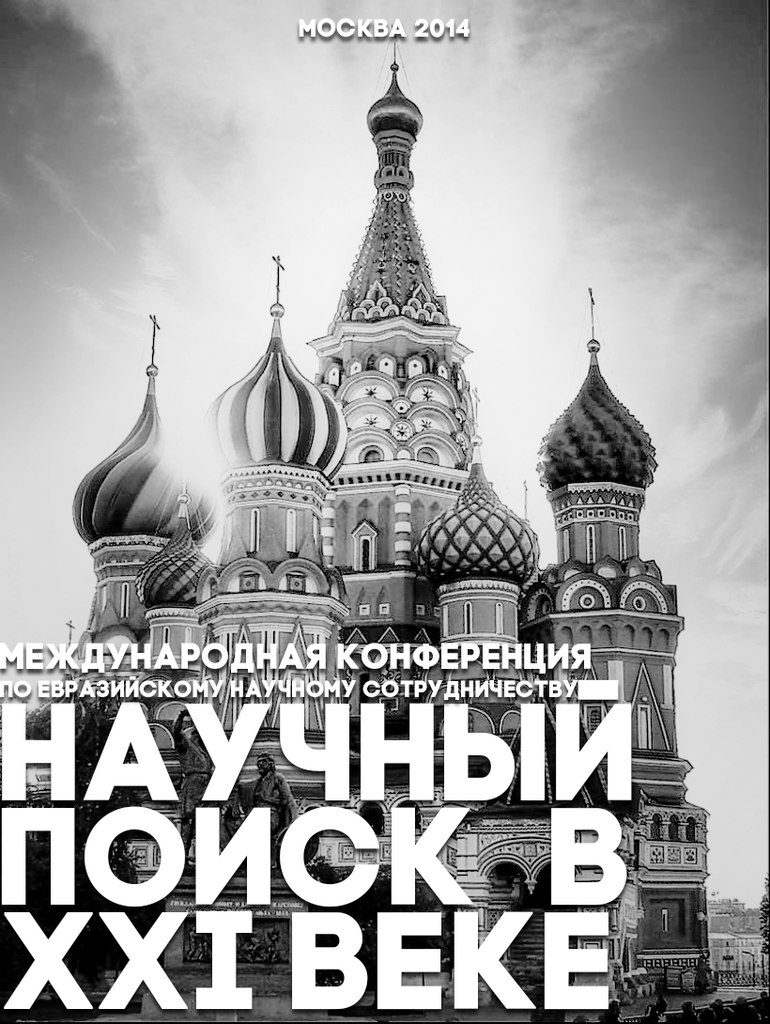 МОСКВА 2014
МЕЖДУНАРОДНАЯ КОНФЕРЕНЦИЯ
ПО ЕВРАЗИЙСКОМУ НАУЧНОМУ СОТРУДНИЧЕСТВУ
НАУЧНЫЙ
ПОИСК В
XXI ВЕКЕ